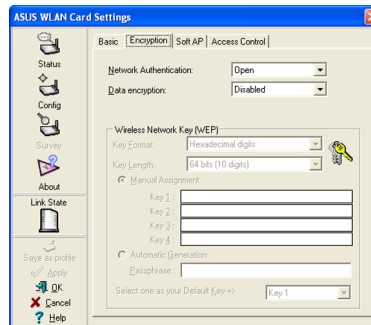 ASUS WLAN Card Settings
Status
Config
Survey
About
Link State
Save as profile
Apply
OK
Cancel
Help
Basic Encryption Soft AP Access Control
Network Authentication: Open
Data encryption: Disabled
Wireless Network Key (WEP)
Key Format: Hexadecimal digits
Key Length: 64 bits (10 digits)
Manual Assignment
Key 1 :
Key 2 :
Key 3 :
Key 4 :
Automatic Generation
Passphrase :
Select one as your Default Key => Key 1